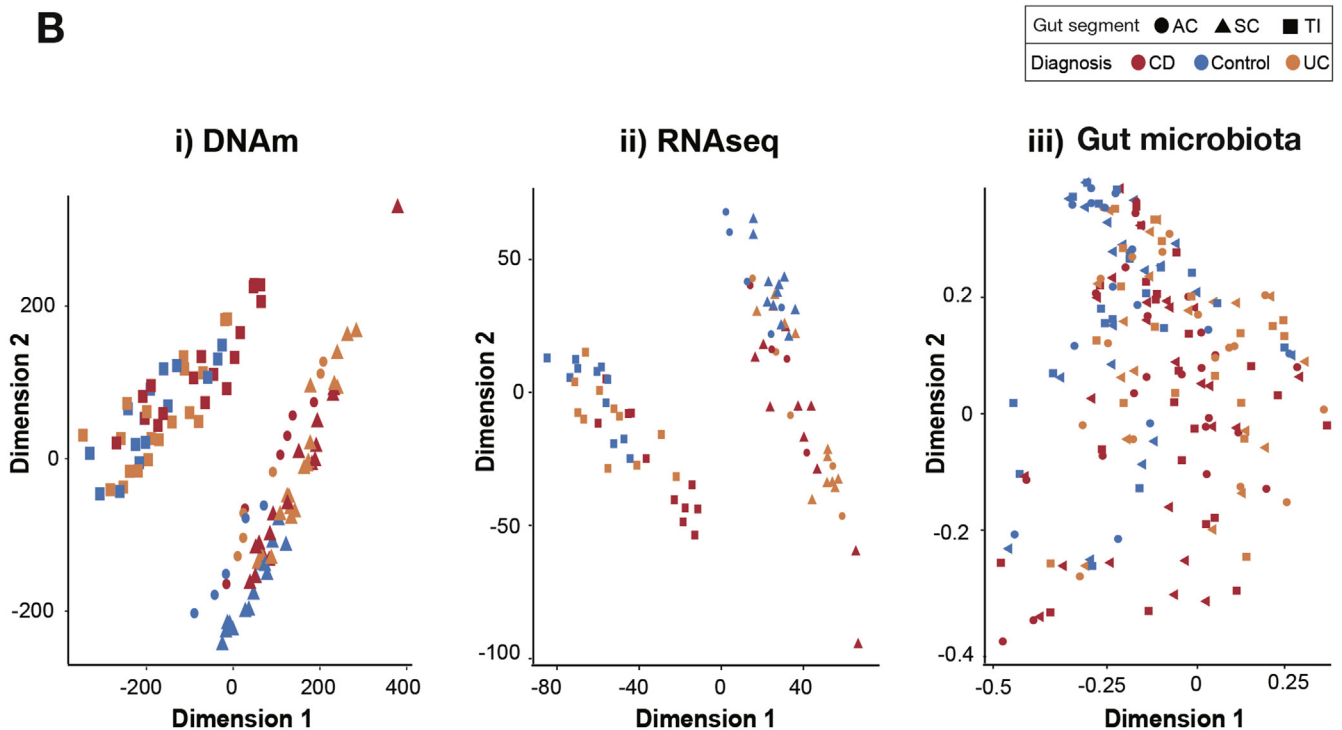 B
Gut segment AC SC TI
Diagnosis CD Control UC
i) DNAm
ii) RNAseq
iii) Gut microbiota
Dimension 2
200
0
-200
-200 0 200 400
Dimension 1
Dimension 2
50
0
-50
-100
-80 -40 0 40
Dimension 1
Dimension 2
0.2
0
-0.2
-0.4
-0.5 -0.25 0 0.25
Dimension 1